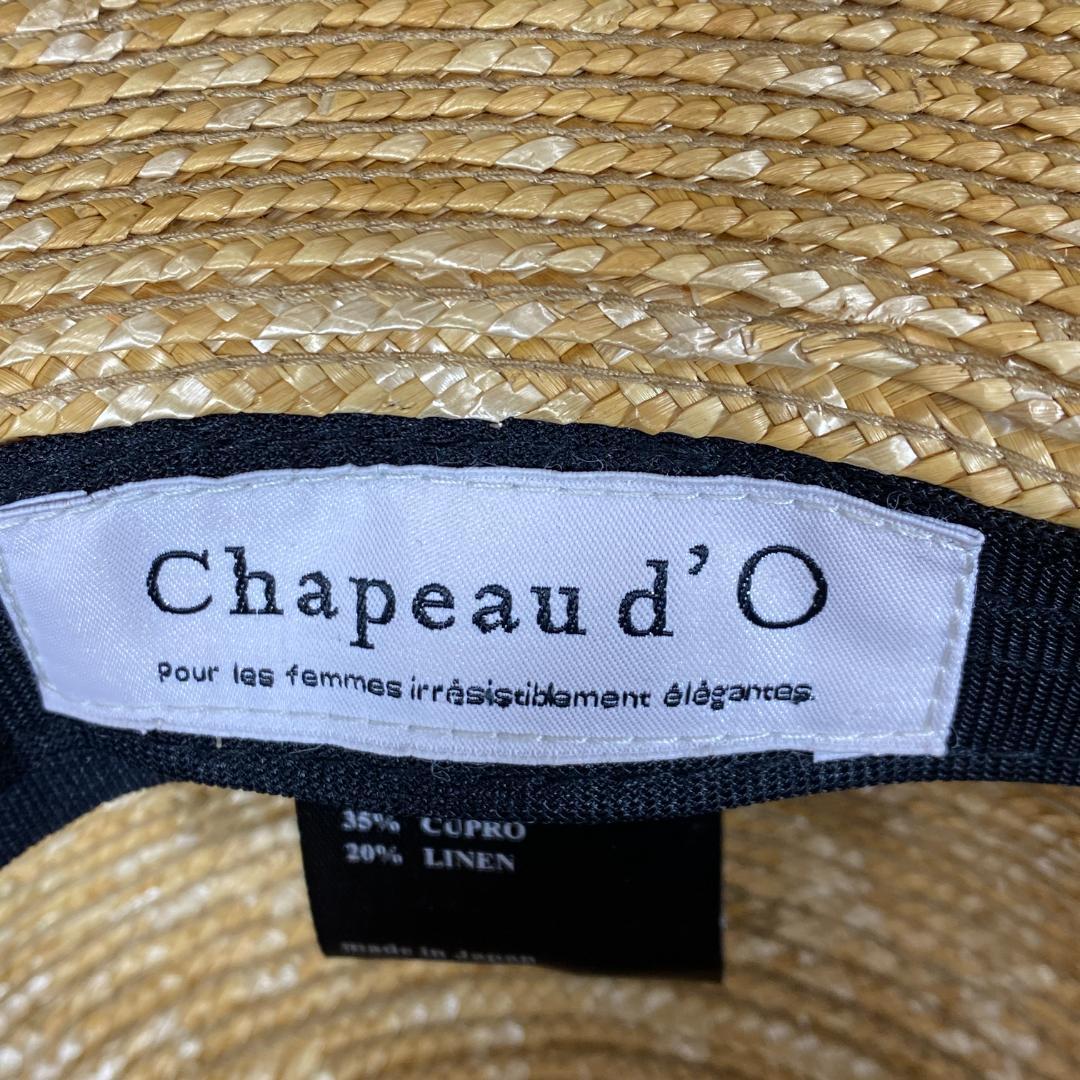 Chapeau d'O
Pour les femmes irrésistiblement élégantes.
35% CUPRO
20% LINEN
made in Japan